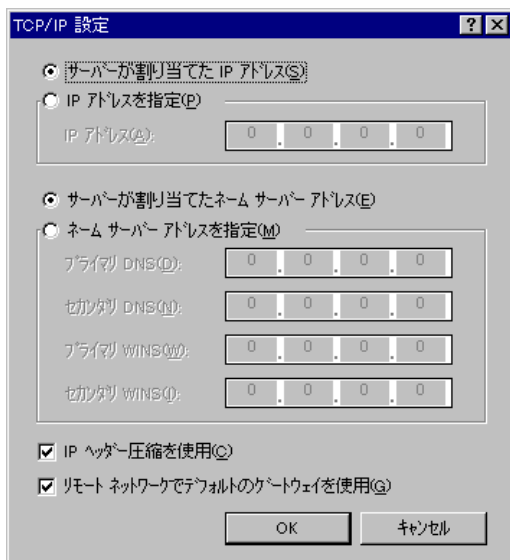 TCP/IP 設定
サーバーが割り当てた IP アドレス(S)
IP アドレスを指定(P)
IP アドレス(A): 0 . 0 . 0 . 0
サーバーが割り当てたネーム サーバー アドレス(E)
ネーム サーバー アドレスを指定(M)
プライマリ DNS(D): 0 . 0 . 0 . 0
セカンダリ DNS(N): 0 . 0 . 0 . 0
プライマリ WINS(W): 0 . 0 . 0 . 0
セカンダリ WINS(I): 0 . 0 . 0 . 0
IP ヘッダー圧縮を使用(C)
リモート ネットワークでデフォルトのゲートウェイを使用(G)
OK キャンセル